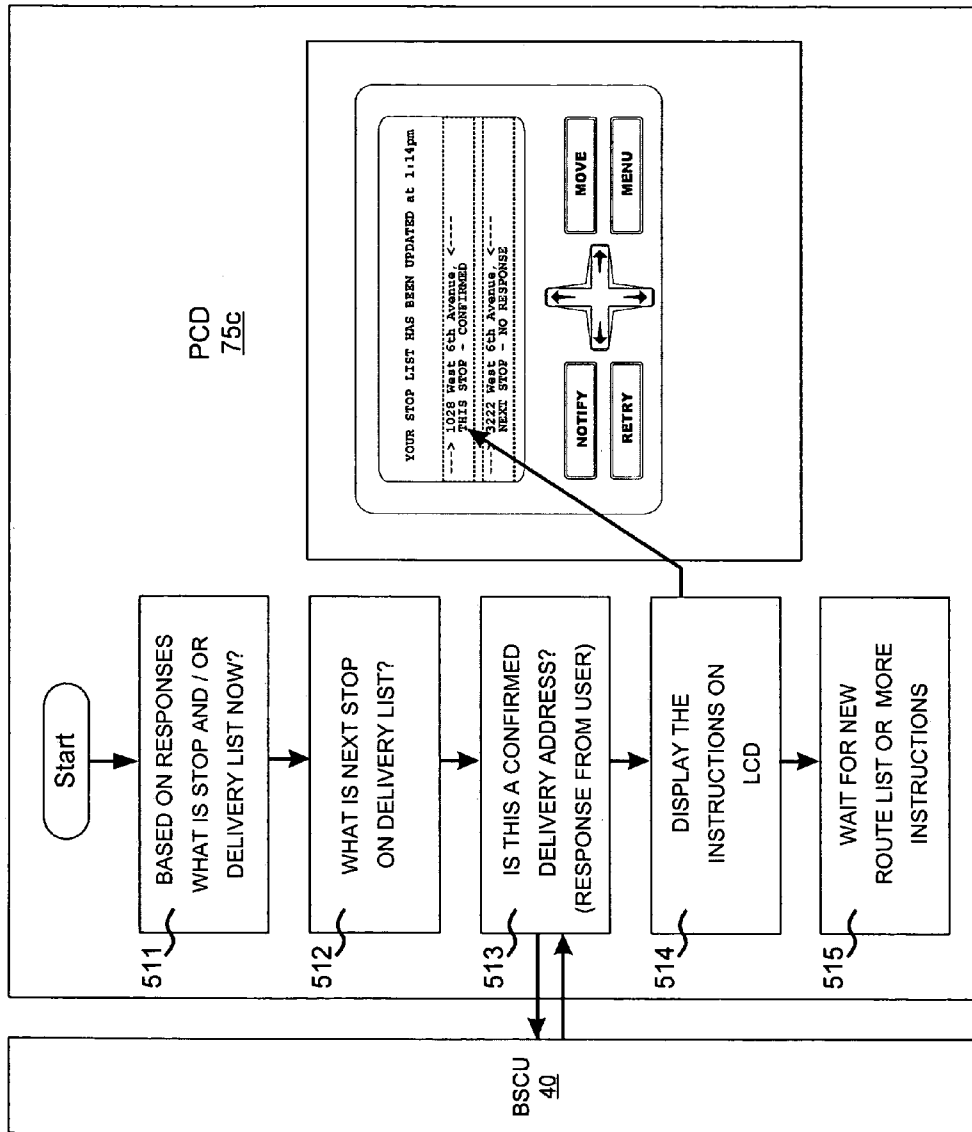 PCD
75c
Start
511
BASED ON RESPONSES
WHAT IS STOP AND / OR
DELIVERY LIST NOW?
512
WHAT IS NEXT STOP
ON DELIVERY LIST?
513
IS THIS A CONFIRMED
DELIVERY ADDRESS?
(RESPONSE FROM USER)
514
DISPLAY THE
INSTRUCTIONS ON
LCD
515
WAIT FOR NEW
ROUTE LIST OR MORE
INSTRUCTIONS
YOUR STOP LIST HAS BEEN UPDATED at 1:14pm
---> 1028 West 6th Avenue, <----
THIS STOP - CONFIRMED
---> 3222 West 6th Avenue, <----
NEXT STOP - NO RESPONSE
NOTIFY
MOVE
RETRY
MENU
BSCU
40